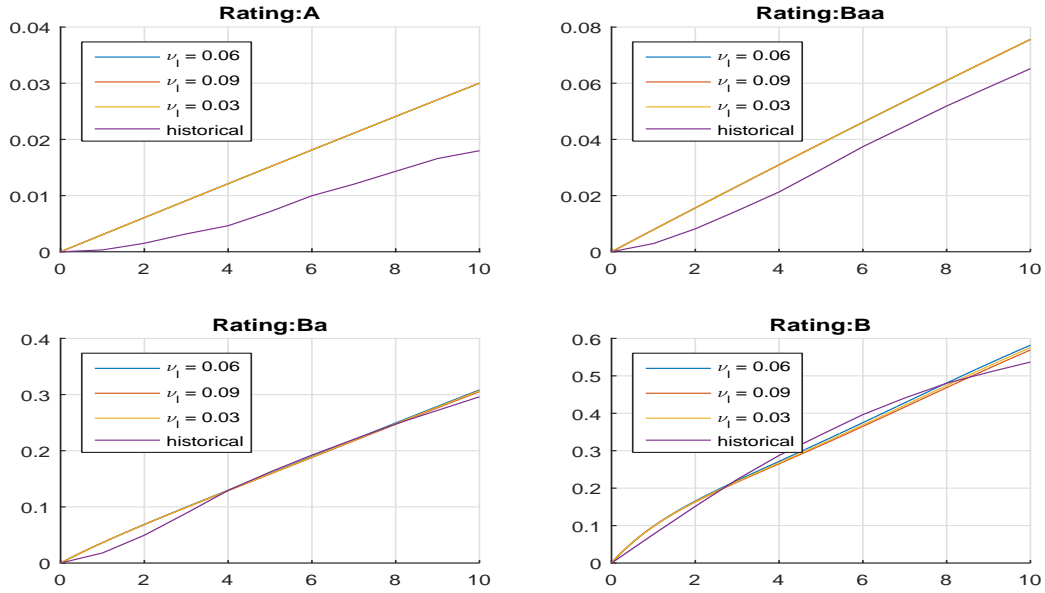 Rating:A
0.04
0.03
0.02
0.01
0
0 2 4 6 8 10
ν_I = 0.06
ν_I = 0.09
ν_I = 0.03
historical
Rating:Baa
0.08
0.06
0.04
0.02
0
0 2 4 6 8 10
ν_I = 0.06
ν_I = 0.09
ν_I = 0.03
historical
Rating:Ba
0.4
0.3
0.2
0.1
0
0 2 4 6 8 10
ν_I = 0.06
ν_I = 0.09
ν_I = 0.03
historical
Rating:B
0.6
0.5
0.4
0.3
0.2
0.1
0
0 2 4 6 8 10
ν_I = 0.06
ν_I = 0.09
ν_I = 0.03
historical